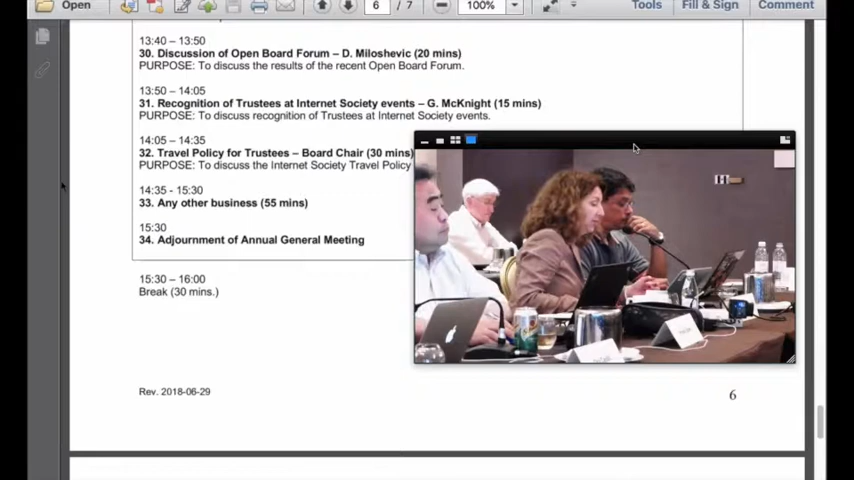 Open
6 / 7
100%
Tools
Fill & Sign
Comment
13:40 – 13:50
30. Discussion of Open Board Forum – D. Miloshevic (20 mins)
PURPOSE: To discuss the results of the recent Open Board Forum.
13:50 – 14:05
31. Recognition of Trustees at Internet Society events – G. McKnight (15 mins)
PURPOSE: To discuss recognition of Trustees at Internet Society events.
14:05 – 14:35
32. Travel Policy for Trustees – Board Chair (30 mins)
PURPOSE: To discuss the Internet Society Travel Policy
14:35 - 15:30
33. Any other business (55 mins)
15:30
34. Adjournment of Annual General Meeting
15:30 – 16:00
Break (30 mins.)
Rev. 2018-06-29
6